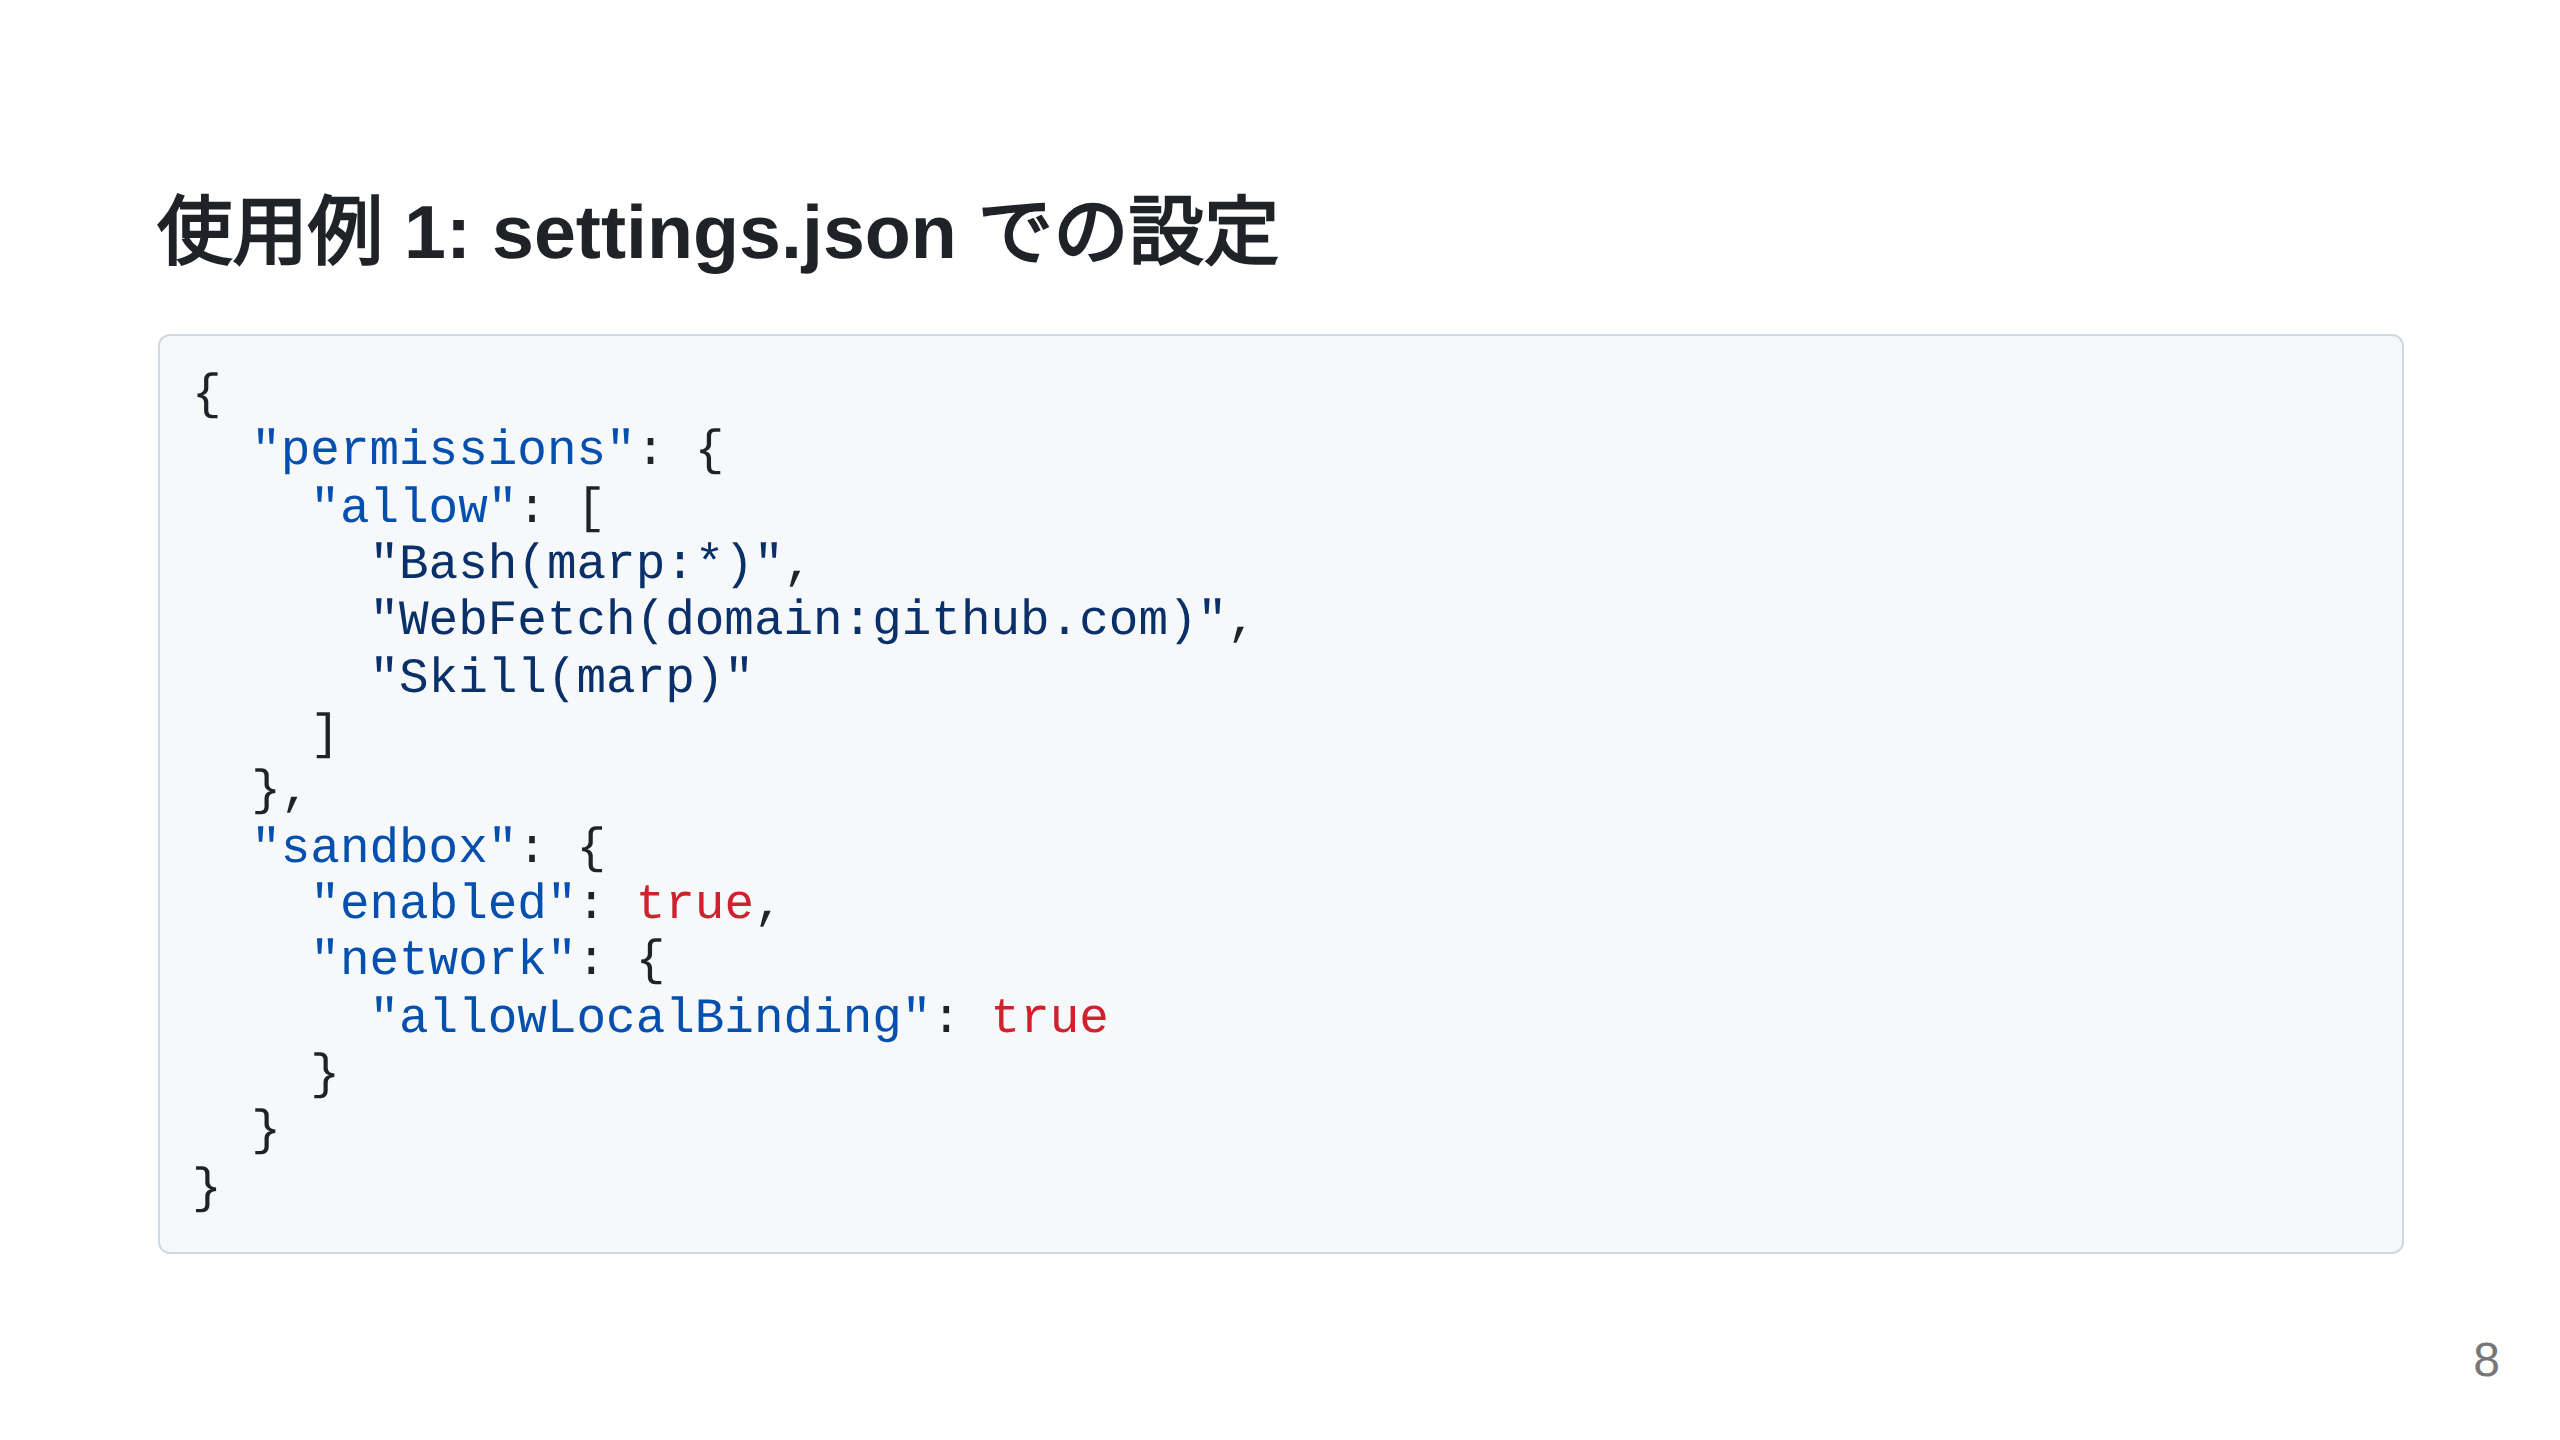 使用例 1: settings.json での設定
{
  "permissions": {
    "allow": [
      "Bash(marp:*)",
      "WebFetch(domain:github.com)",
      "Skill(marp)"
    ]
  },
  "sandbox": {
    "enabled": true,
    "network": {
      "allowLocalBinding": true
    }
  }
}
8